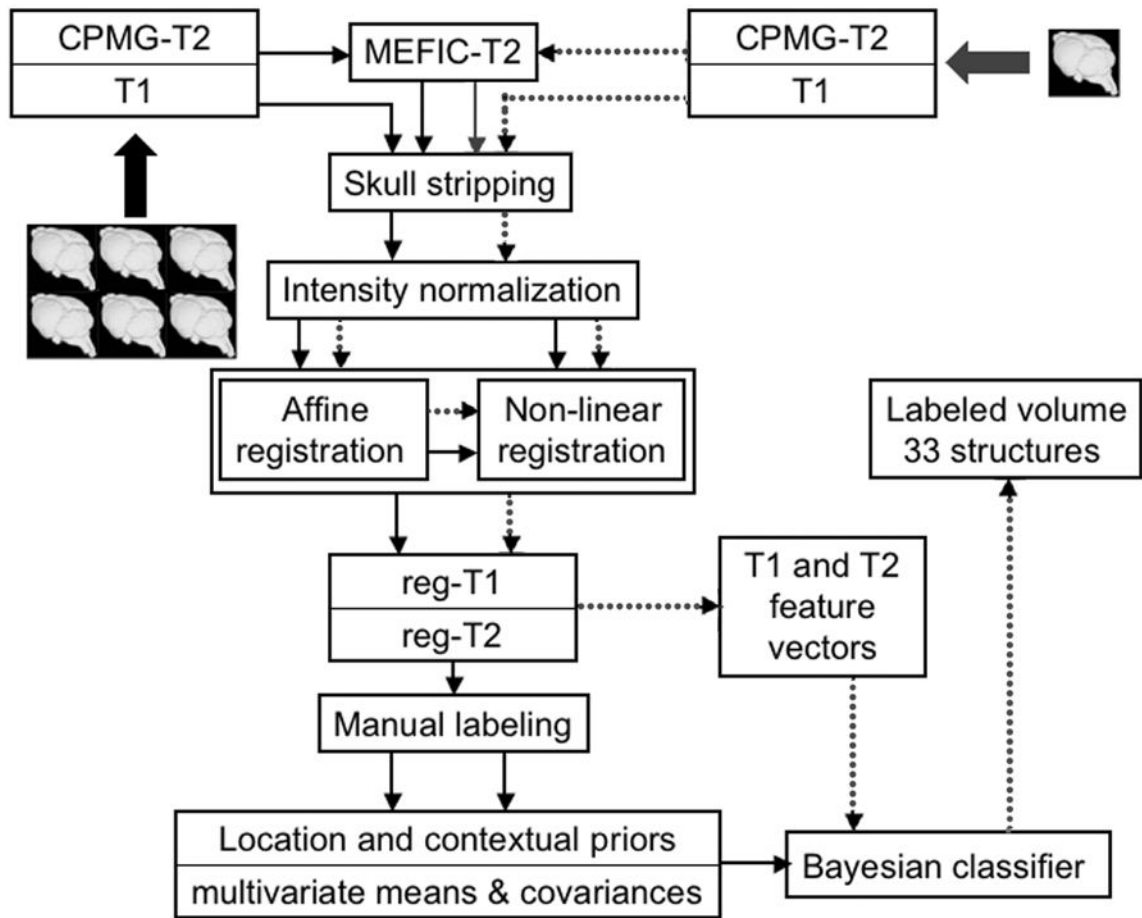 CPMG-T2
T1
MEFIC-T2
CPMG-T2
T1
Skull stripping
Intensity normalization
Affine
registration
Non-linear
registration
Labeled volume
33 structures
reg-T1
reg-T2
T1 and T2
feature
vectors
Manual labeling
Location and contextual priors
multivariate means & covariances
Bayesian classifier